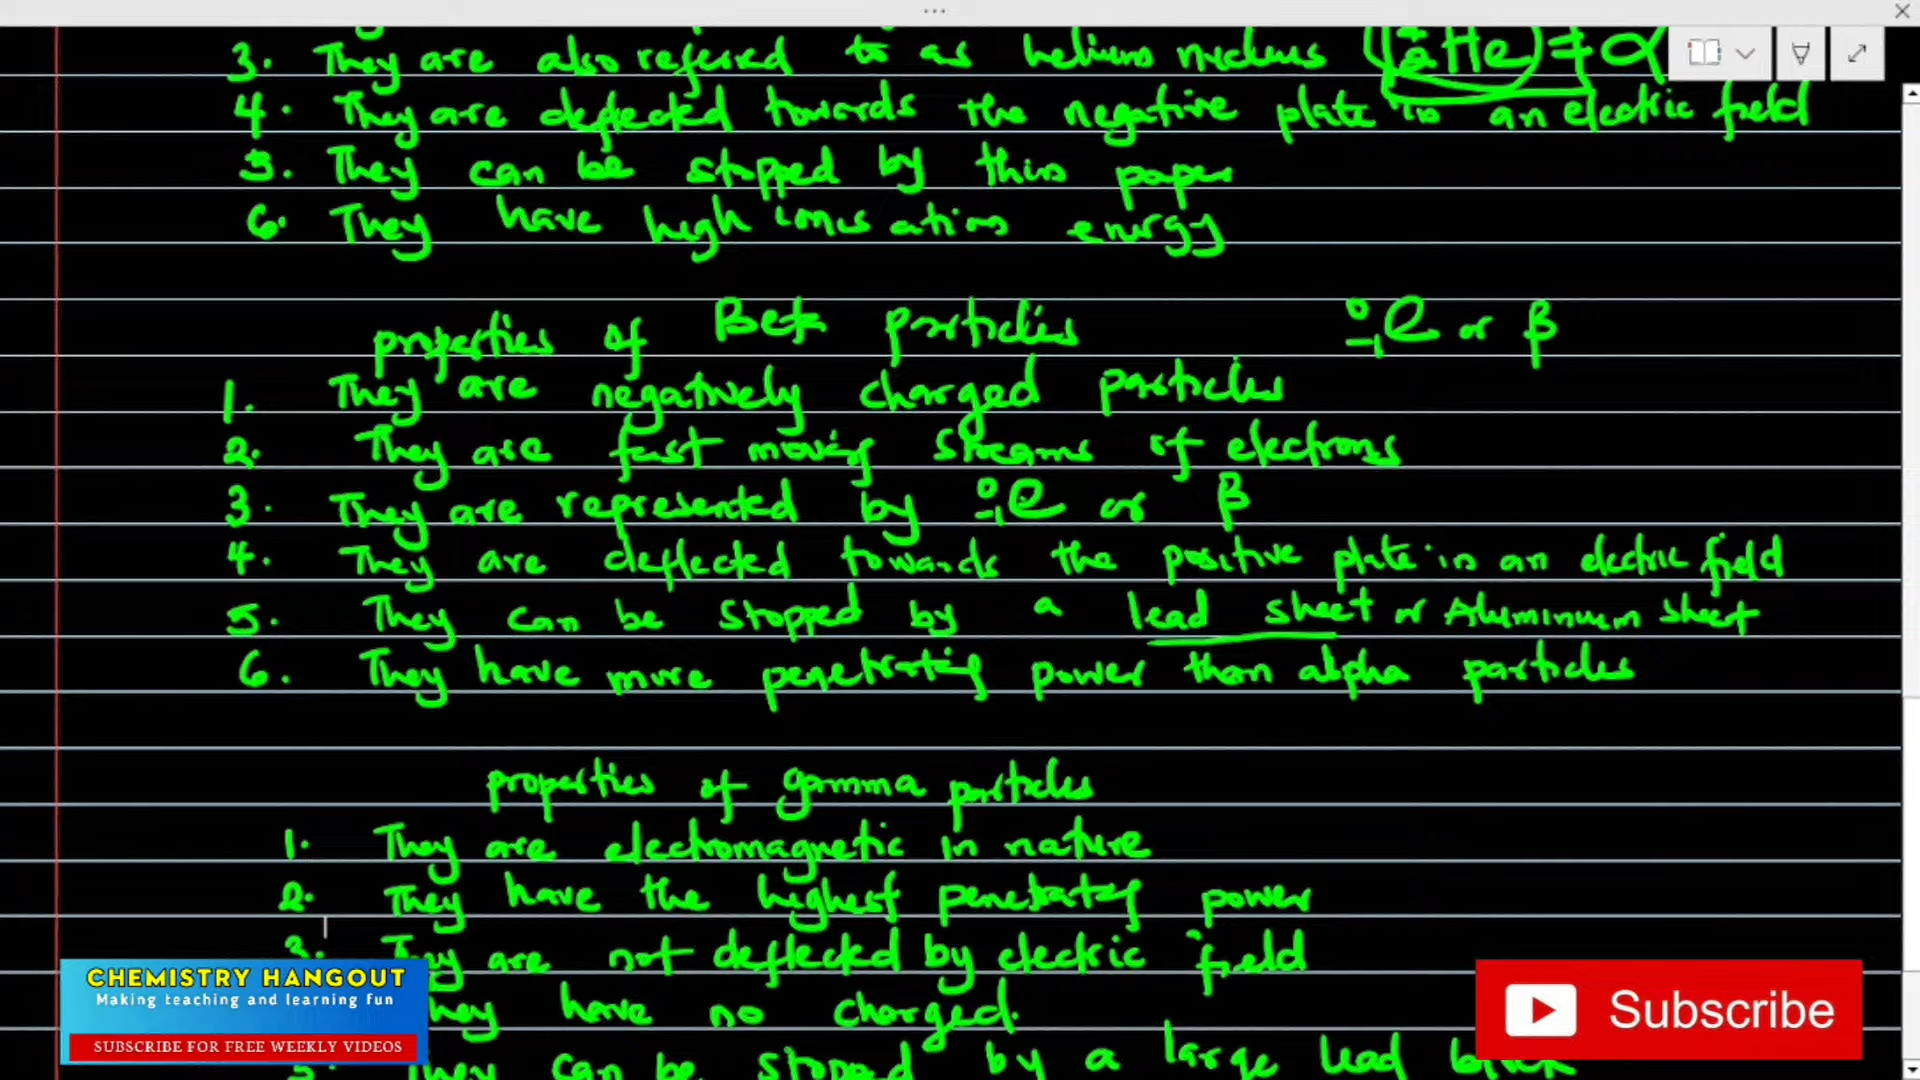 3. They are also refered to as helium nucleus (⁴₂He) ≠ α
4. They are deflected towards the negative plate in an electric field
5. They can be stopped by thin paper
6. They have high ionisation energy
properties of Beta particles ⁰₋₁e or β
1. They are negatively charged particles
2. They are fast moving streams of electrons
3. They are represented by ⁰₋₁e or β
4. They are deflected towards the positive plate in an electric field
5. They can be stopped by a lead sheet or Aluminium sheet
6. They have more penetrating power than alpha particles
properties of gamma particles
1. They are electromagnetic in nature
2. They have the highest penetrating power
3. They are not deflected by electric field
They have no charged.
5. They can be stopped by a large lead block
CHEMISTRY HANGOUT
Making teaching and learning fun
SUBSCRIBE FOR FREE WEEKLY VIDEOS
Subscribe